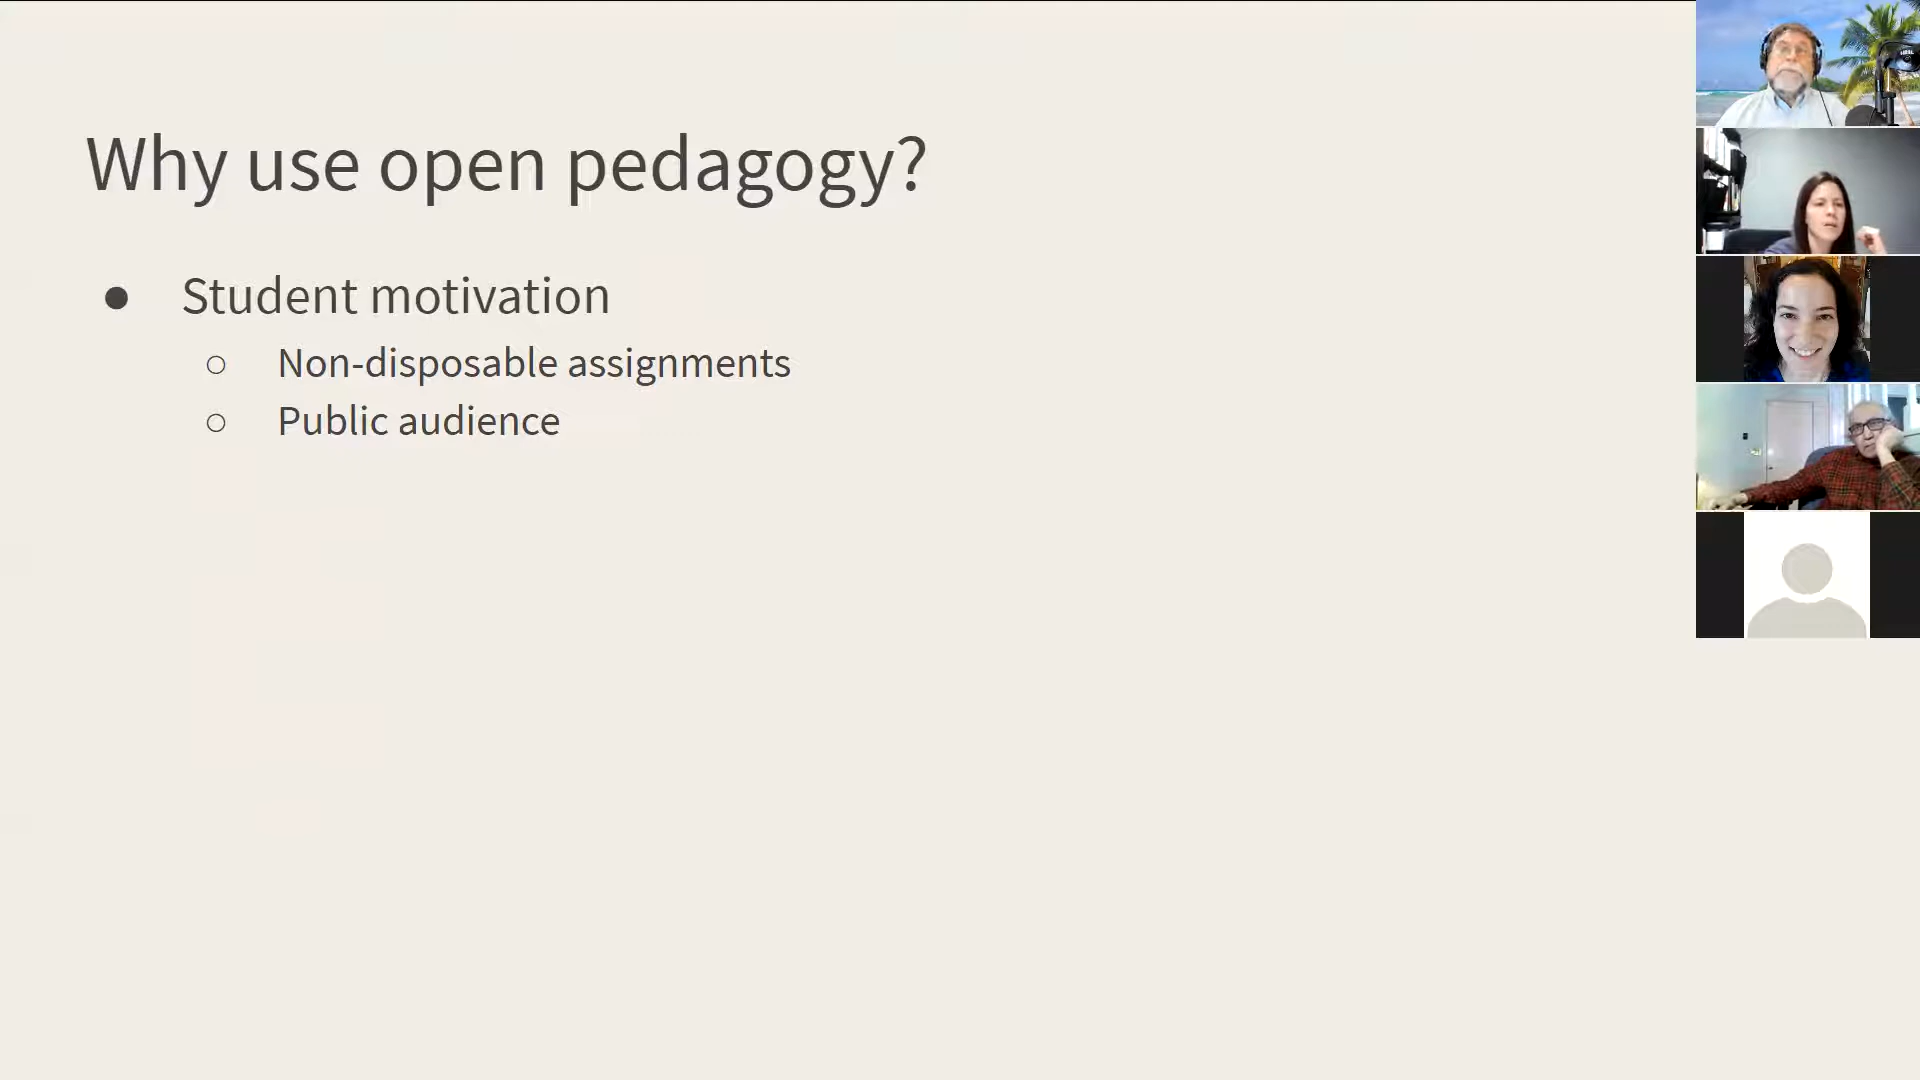 Why use open pedagogy?
● Student motivation
○ Non-disposable assignments
○ Public audience